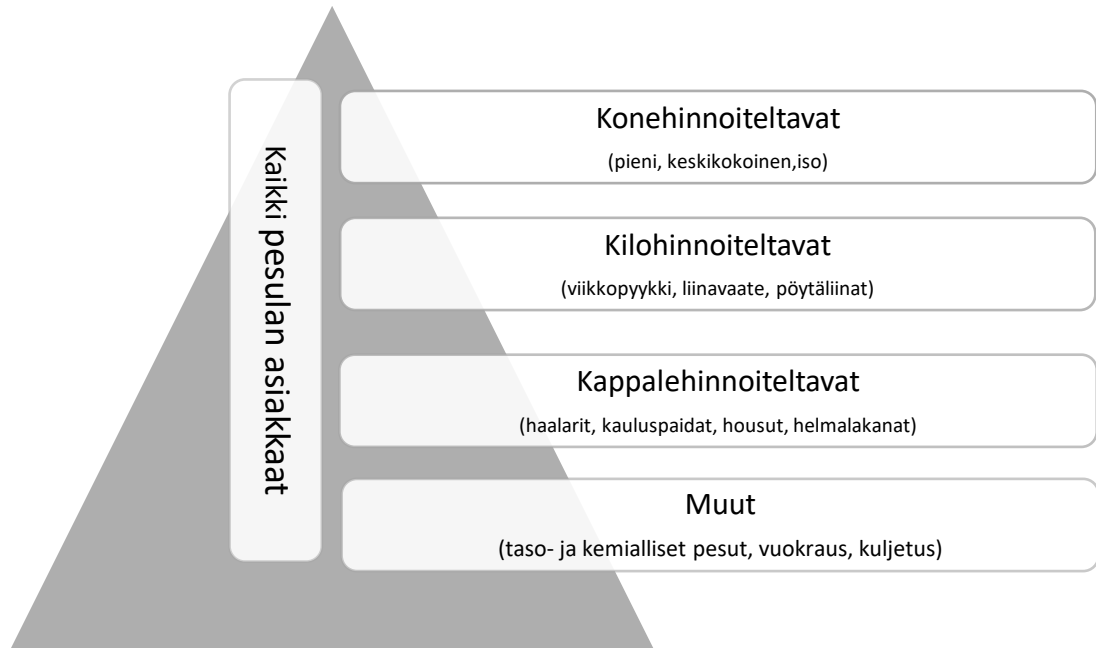 Kaikki pesulan asiakkaat
Konehinnoiteltavat
(pieni, keskikokoinen,iso)
Kilohinnoiteltavat
(viikkopyykki, liinavaate, pöytäliinat)
Kappalehinnoiteltavat
(haalarit, kauluspaidat, housut, helmalakanat)
Muut
(taso- ja kemialliset pesut, vuokraus, kuljetus)